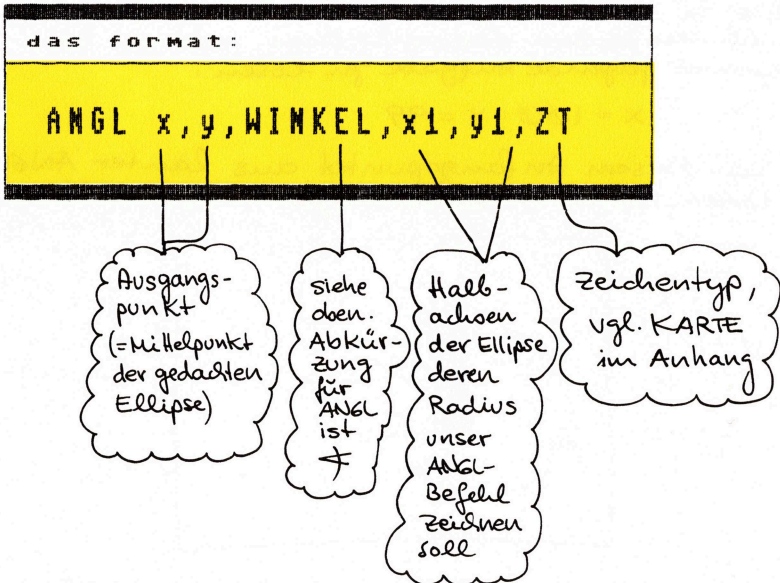 das format:
ANGL x,y,WINKEL,x1,y1,ZT
Ausgangs-
punkt
(=Mittelpunkt
der gedachten
Ellipse)
Siehe
oben.
Abkür-
zung
für
ANGL
ist
∢
Halb-
achsen
der Ellipse
deren
Radius
unser
ANGL-
Befehl
zeichnen
soll
Zeichentyp,
vgl. KARTE
im Anhang